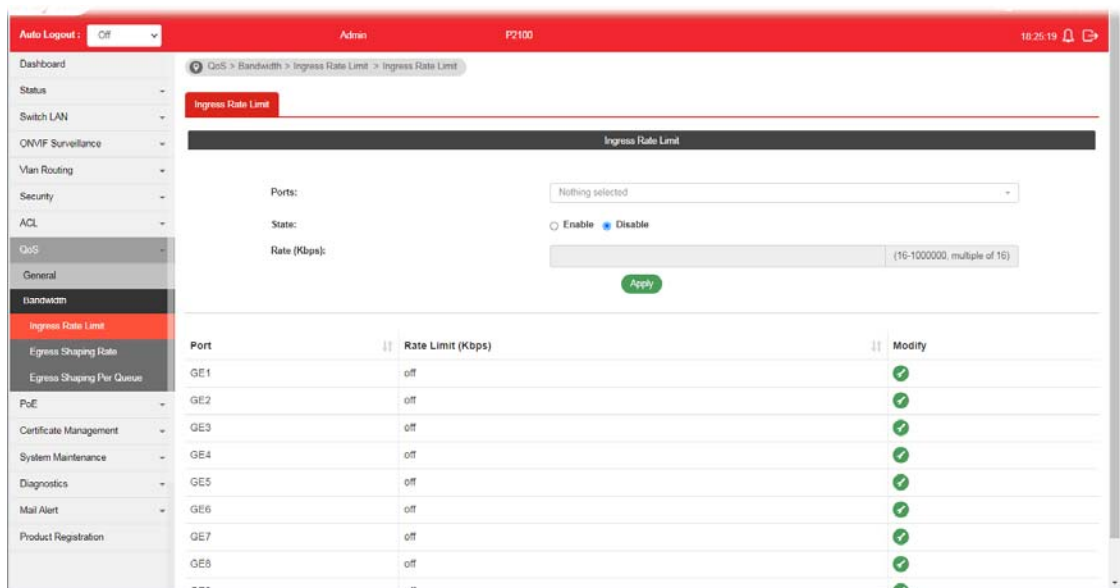 Auto Logout : Off Admin P2100 18:25:19
Dashboard
Status
Switch LAN
ONVIF Surveillance
Vlan Routing
Security
ACL
QoS
General
Bandwidth
Ingress Rate Limit
Egress Shaping Rate
Egress Shaping Per Queue
PoE
Certificate Management
System Maintenance
Diagnostics
Mail Alert
Product Registration
QoS > Bandwidth > Ingress Rate Limit > Ingress Rate Limit
Ingress Rate Limit
Ingress Rate Limit
Ports: Nothing selected
State: Enable Disable
Rate (Kbps): (16-1000000, multiple of 16)
Apply
Port Rate Limit (Kbps) Modify
GE1 off
GE2 off
GE3 off
GE4 off
GE5 off
GE6 off
GE7 off
GE8 off